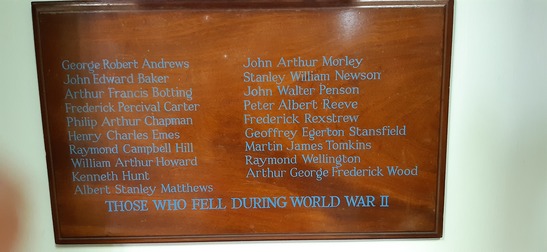 George Robert Andrews
John Edward Baker
Arthur Francis Botting
Frederick Percival Carter
Philip Arthur Chapman
Henry Charles Emes
Raymond Campbell Hill
William Arthur Howard
Kenneth Hunt
Albert Stanley Matthews
John Arthur Morley
Stanley William Newson
John Walter Penson
Peter Albert Reeve
Frederick Rexstrew
Geoffrey Egerton Stansfield
Martin James Tomkins
Raymond Wellington
Arthur George Frederick Wood
THOSE WHO FELL DURING WORLD WAR II